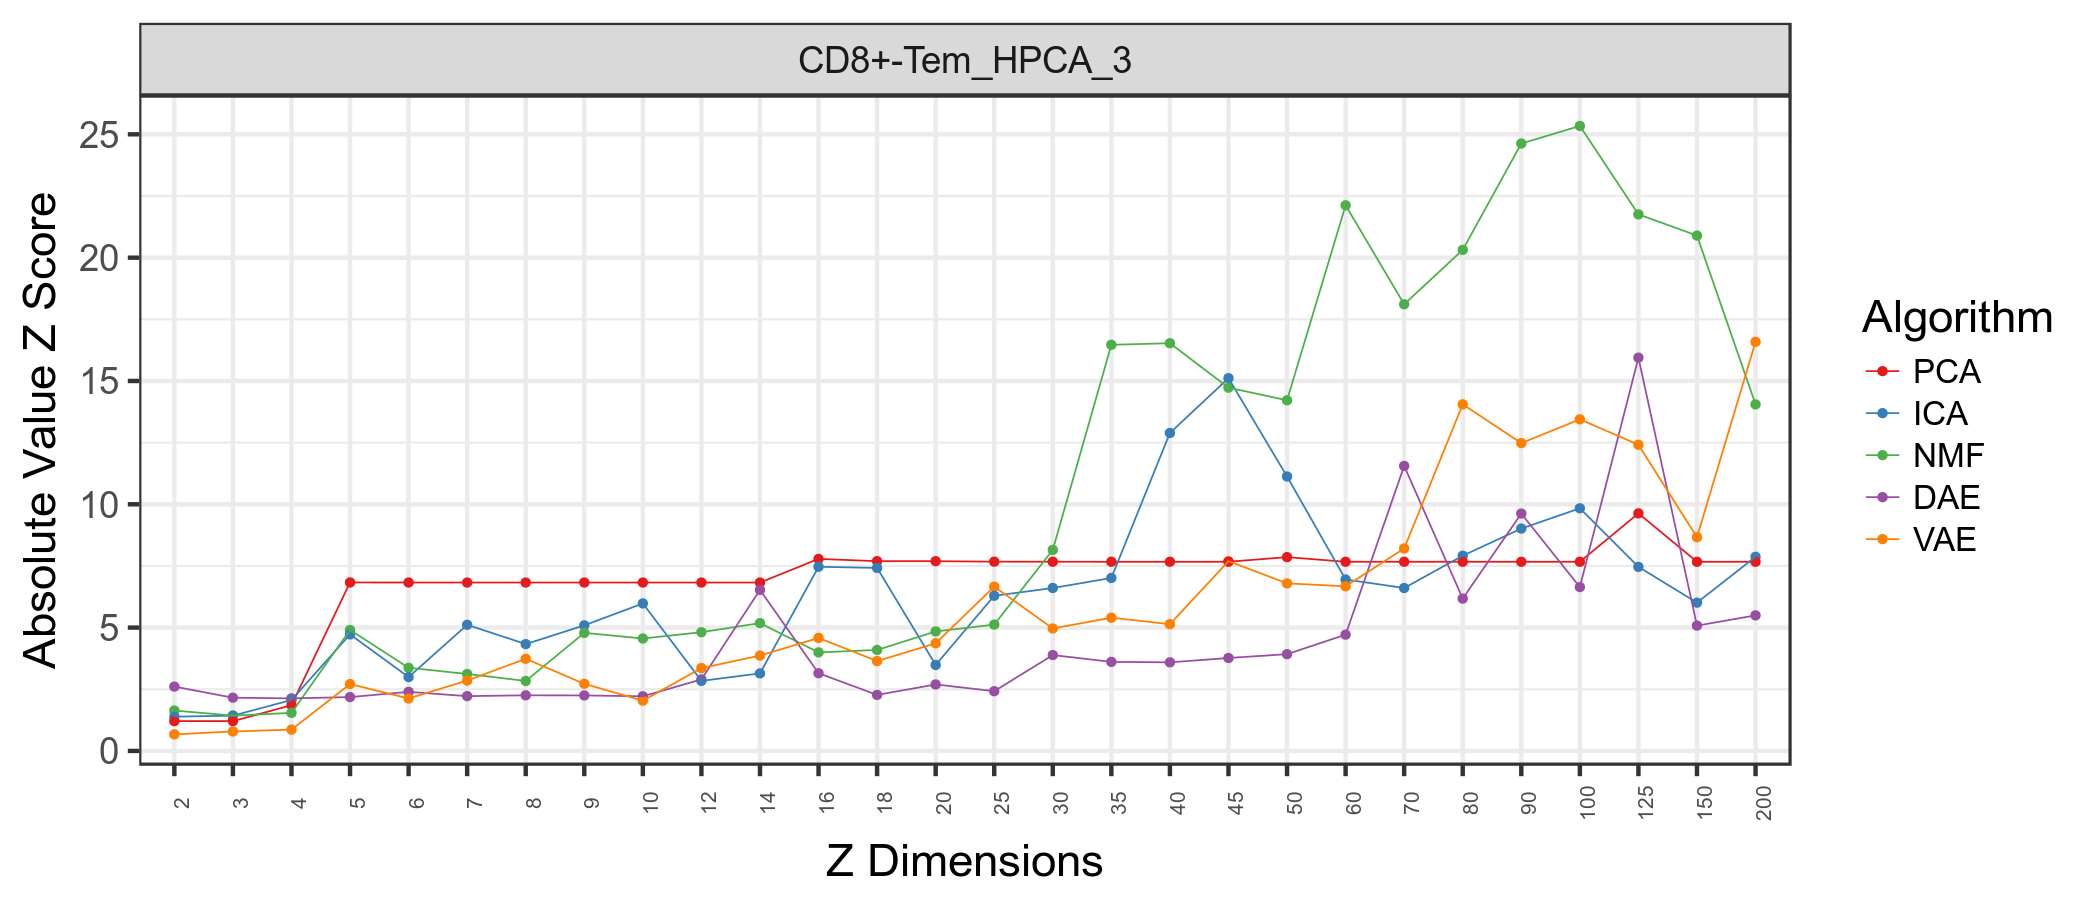 CD8+-Tem_HPCA_3
Absolute Value Z Score
25
20
15
10
5
0
2 3 4 5 6 7 8 9 10 12 14 16 18 20 25 30 35 40 45 50 60 70 80 90 100 125 150 200
Z Dimensions
Algorithm
PCA
ICA
NMF
DAE
VAE